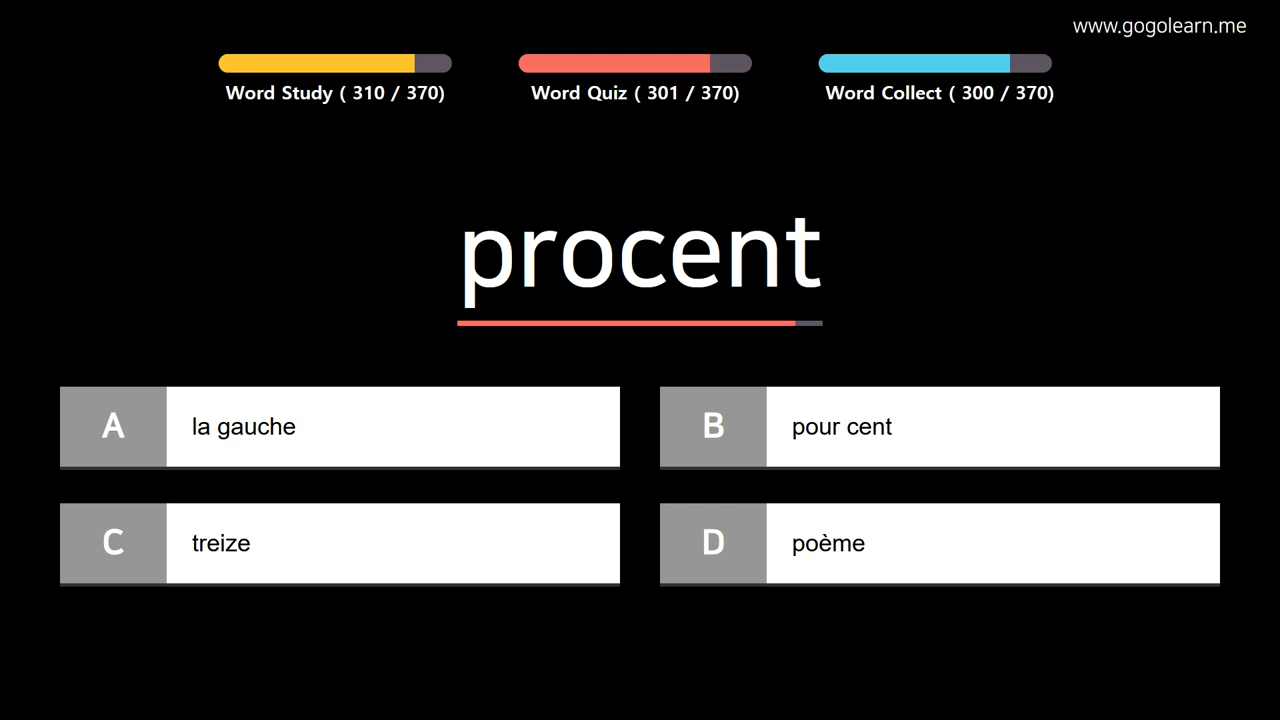 www.gogolearn.me
Word Study ( 310 / 370)
Word Quiz ( 301 / 370)
Word Collect ( 300 / 370)
procent
A
la gauche
B
pour cent
C
treize
D
poème